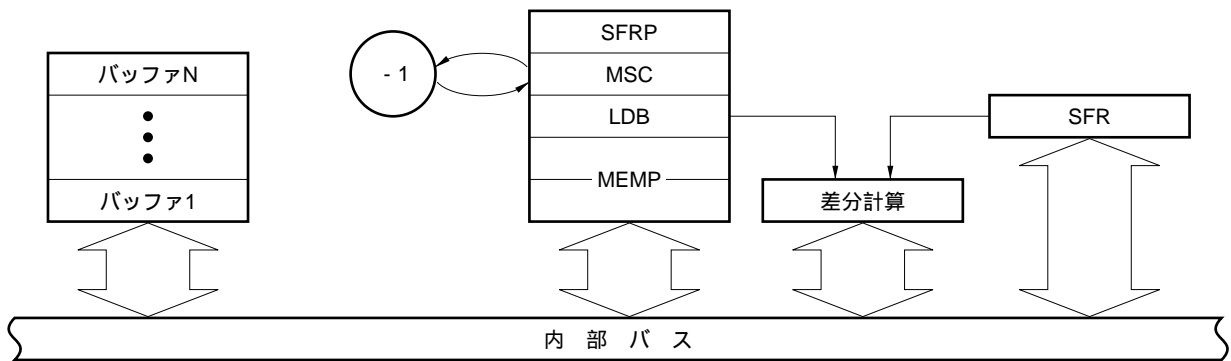 SFRP
バッファN
- 1
MSC
LDB
SFR
MEMP
バッファ1
差分計算
内 部 バ ス